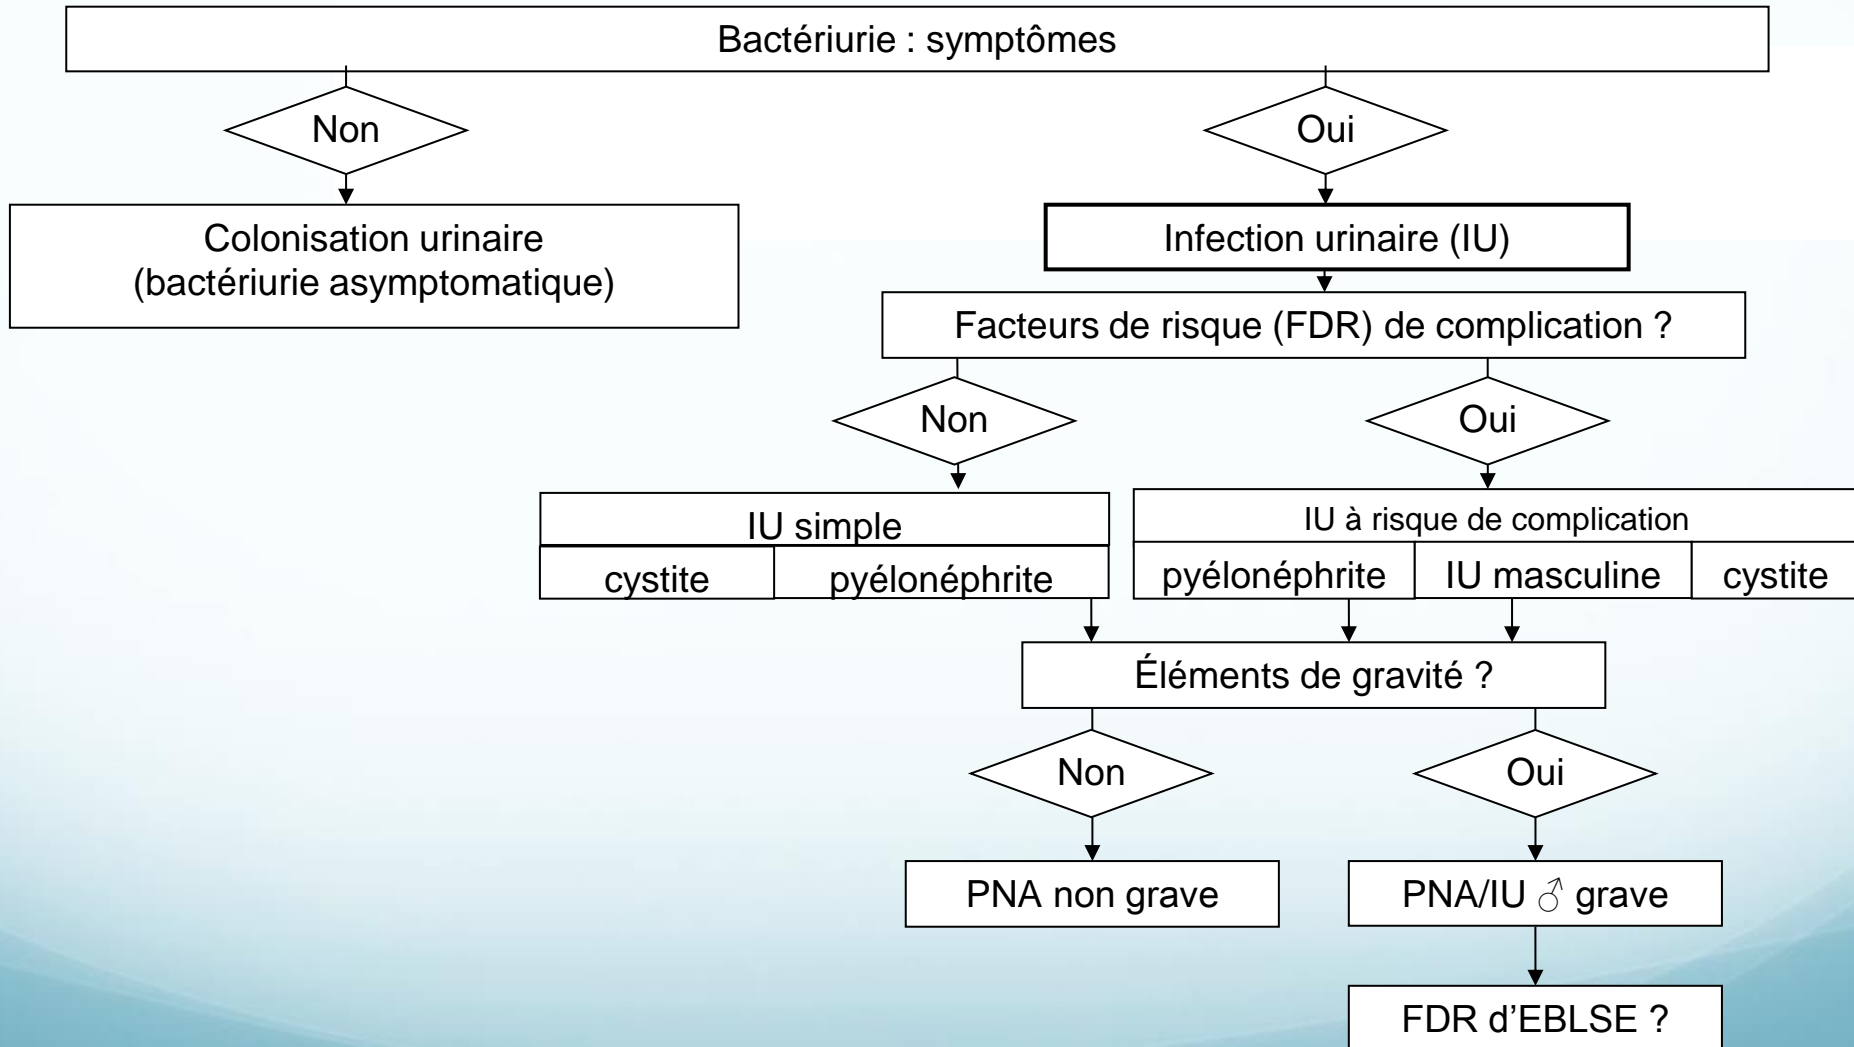 Bactériurie : symptômes
Non
Oui
Colonisation urinaire
(bactériurie asymptomatique)
Infection urinaire (IU)
Facteurs de risque (FDR) de complication ?
Non
Oui
IU simple
cystite
pyélonéphrite
IU à risque de complication
pyélonéphrite
IU masculine
cystite
Éléments de gravité ?
Non
Oui
PNA non grave
PNA/IU ♂ grave
FDR d’EBLSE ?